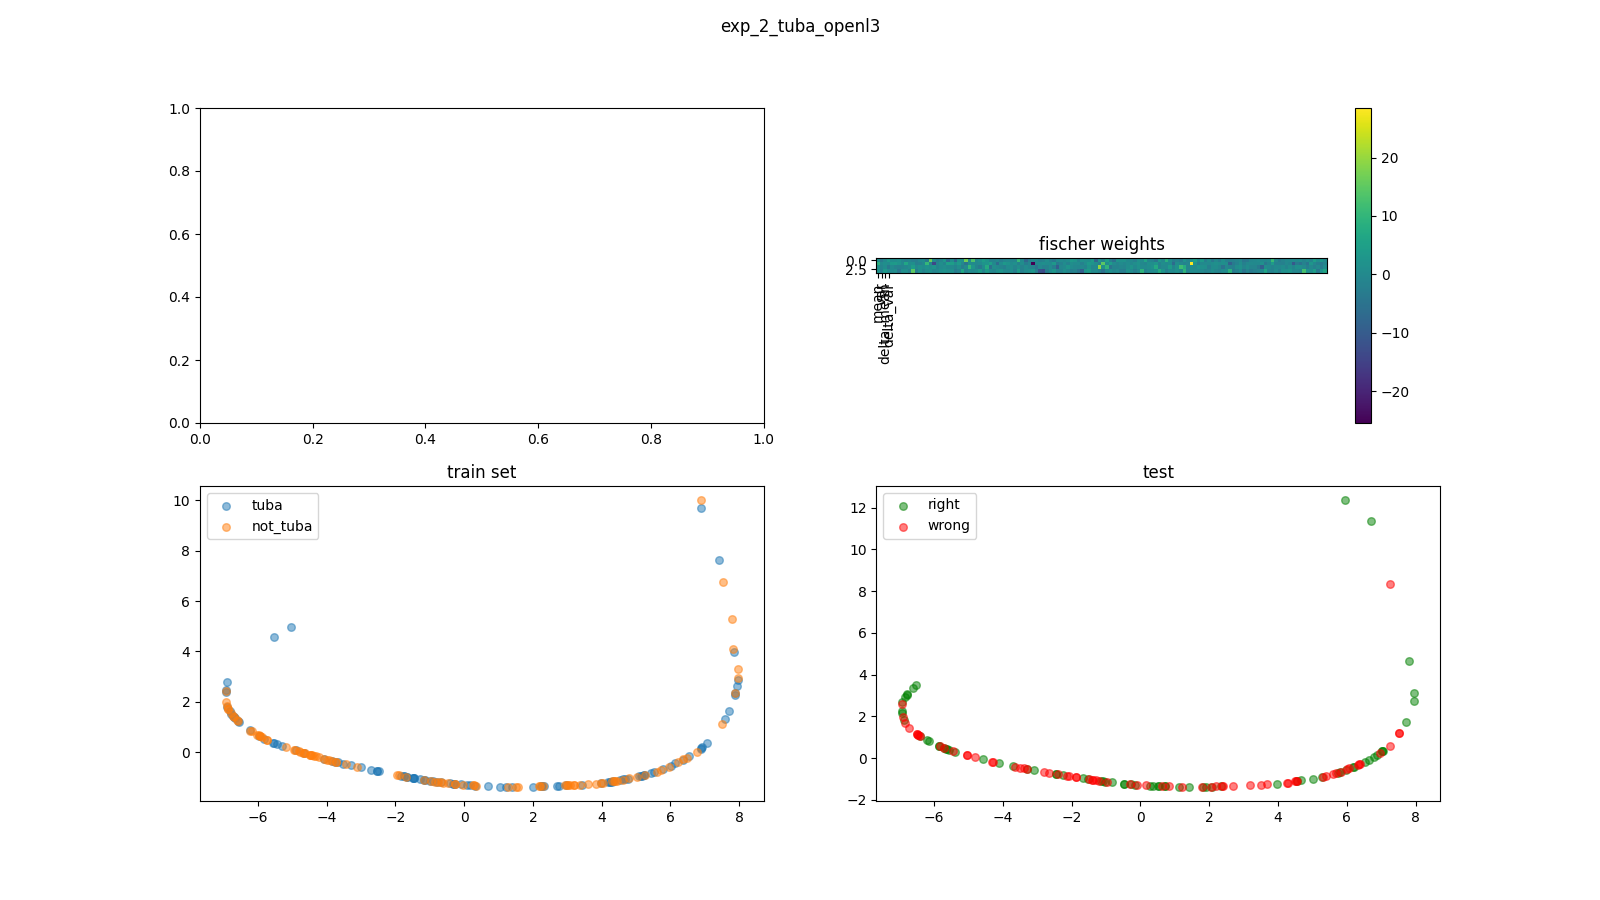 exp_2_tuba_openl3
1.0
0.8
0.6
0.4
0.2
0.0
0.0 0.2 0.4 0.6 0.8 1.0
fischer weights
0.0
2.5
mean
delta_mean
delta_var
20
10
0
−10
−20
train set
tuba
not_tuba
10
8
6
4
2
0
−6 −4 −2 0 2 4 6 8
test
right
wrong
12
10
8
6
4
2
0
−2
−6 −4 −2 0 2 4 6 8